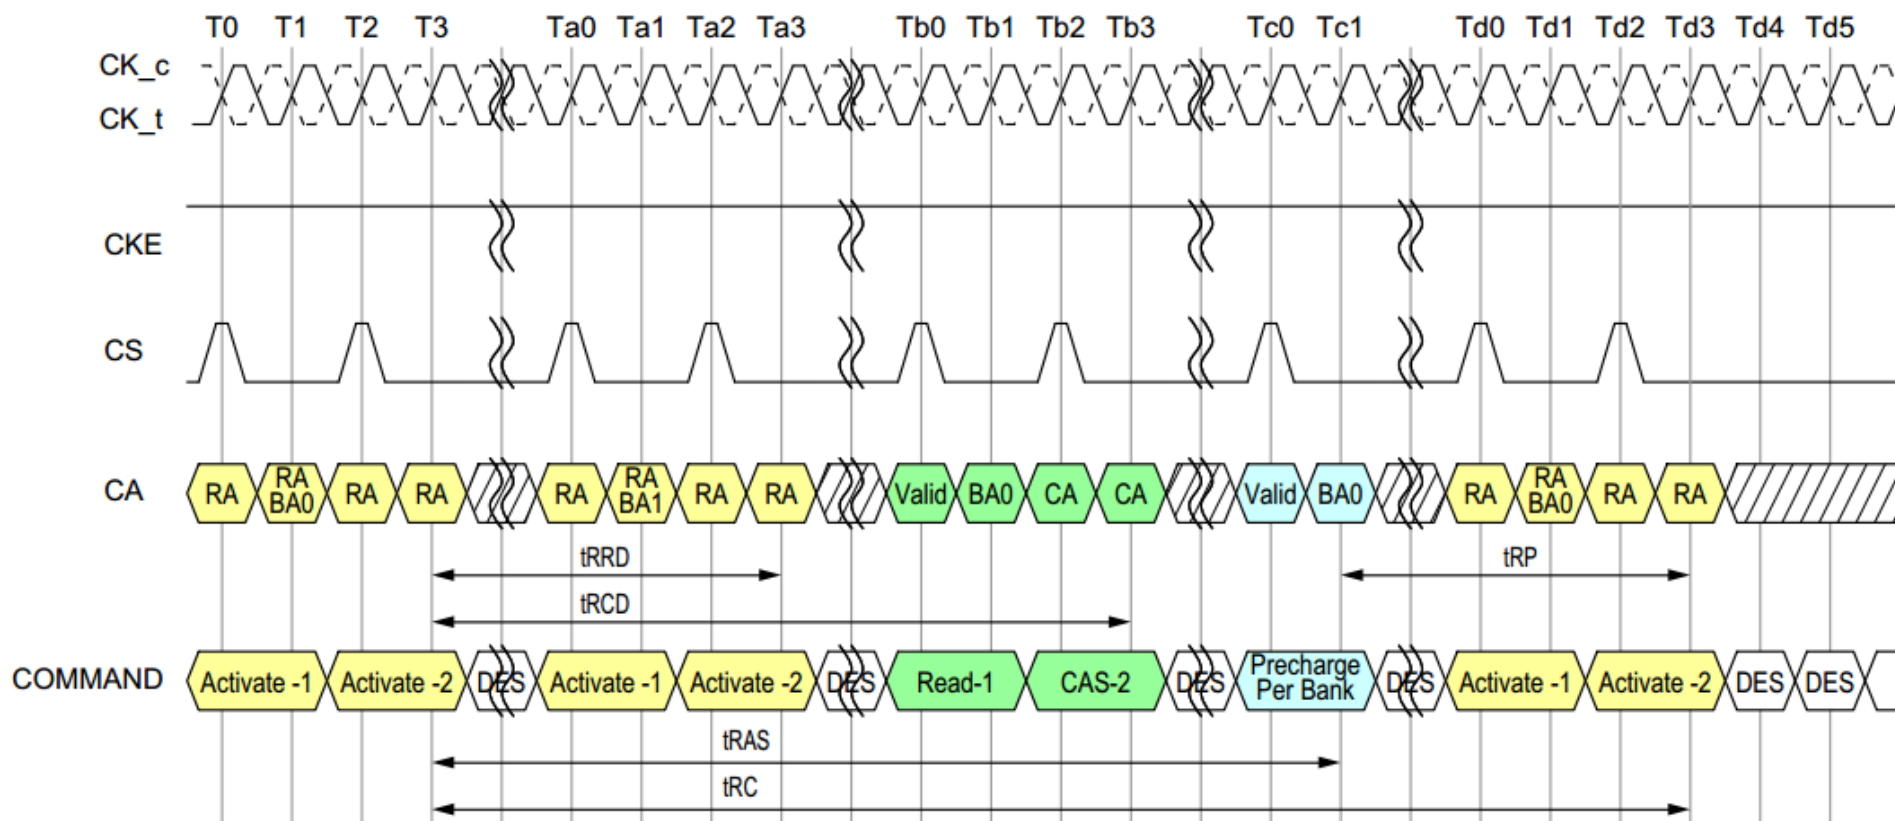 T0 T1 T2 T3 Ta0 Ta1 Ta2 Ta3 Tb0 Tb1 Tb2 Tb3 Tc0 Tc1 Td0 Td1 Td2 Td3 Td4 Td5
CK_c
CK_t
CKE
CS
CA RA RA BA0 RA RA RA RA BA1 RA RA Valid BA0 CA CA Valid BA0 RA RA BA0 RA RA
tRRD tRP
tRCD
COMMAND Activate -1 Activate -2 DES Activate -1 Activate -2 DES Read-1 CAS-2 DES Precharge Per Bank DES Activate -1 Activate -2 DES DES
tRAS
tRC